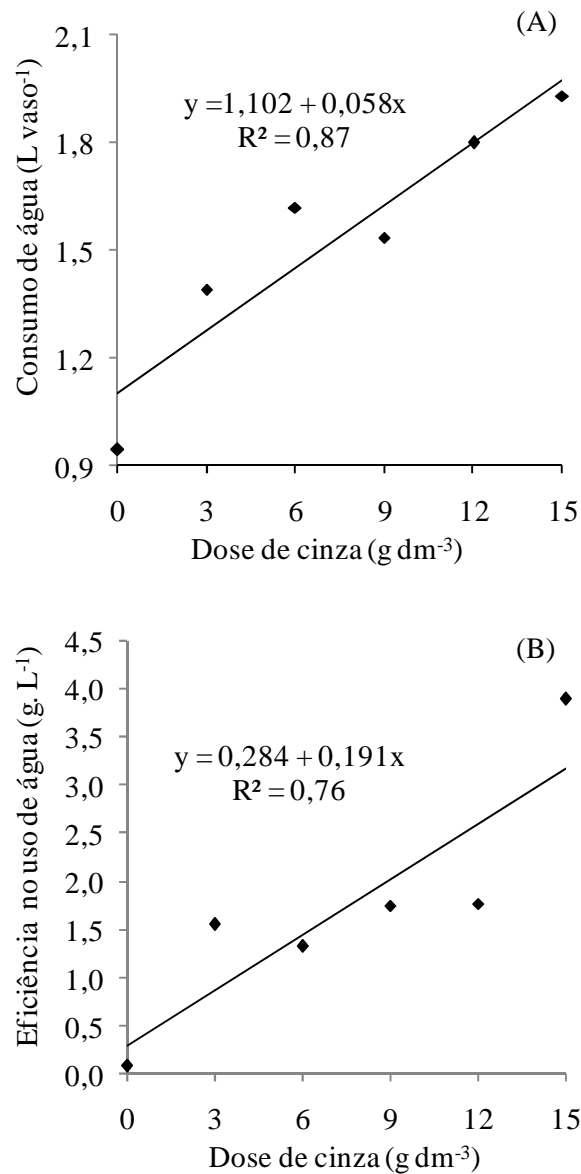 (A)
Consumo de água (L vaso-1)
2,1
1,8
1,5
1,2
0,9
y =1,102 + 0,058x
R² = 0,87
0 3 6 9 12 15
Dose de cinza (g dm-3)
(B)
Eficiência no uso de água (g. L-1)
4,5
4,0
3,5
3,0
2,5
2,0
1,5
1,0
0,5
0,0
y = 0,284 + 0,191x
R² = 0,76
0 3 6 9 12 15
Dose de cinza (g dm-3)